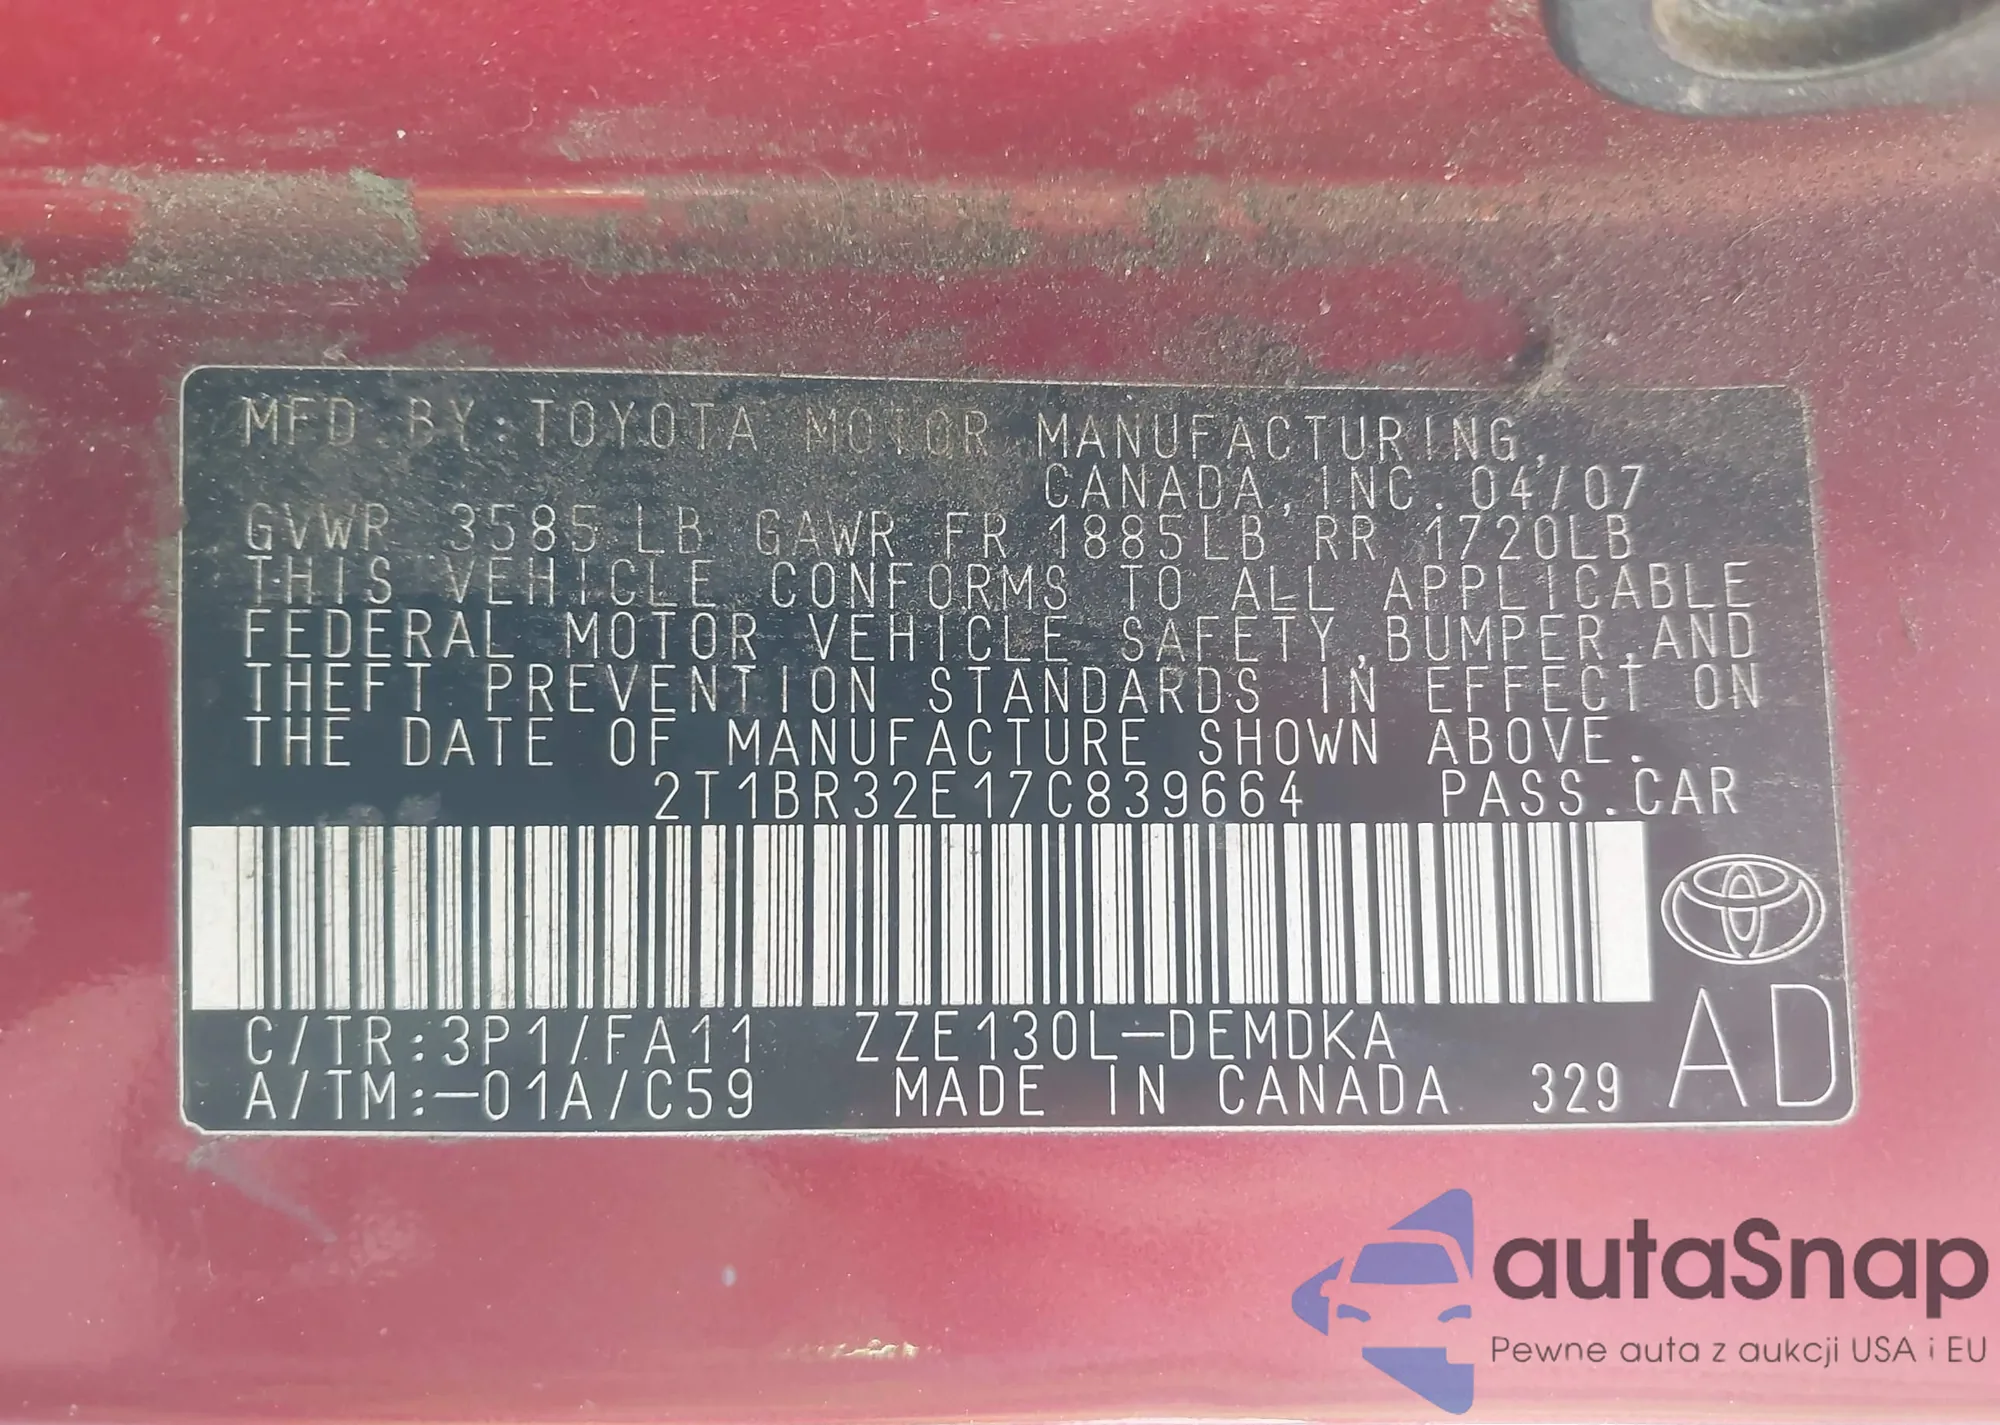 MFD. BY: TOYOTA MOTOR MANUFACTURING,
CANADA, INC. 04/07
GVWR 3585 LB GAWR FR 1885LB RR 1720LB
THIS VEHICLE CONFORMS TO ALL APPLICABLE
FEDERAL MOTOR VEHICLE SAFETY, BUMPER, AND
THEFT PREVENTION STANDARDS IN EFFECT ON
THE DATE OF MANUFACTURE SHOWN ABOVE.
2T1BR32E17C839664 PASS. CAR
C/TR:3P1/FA11 ZZE130L-DEMDKA
A/TM:-01A/C59 MADE IN CANADA 329 AD
autaSnap
Pewne auta z aukcji USA i EU